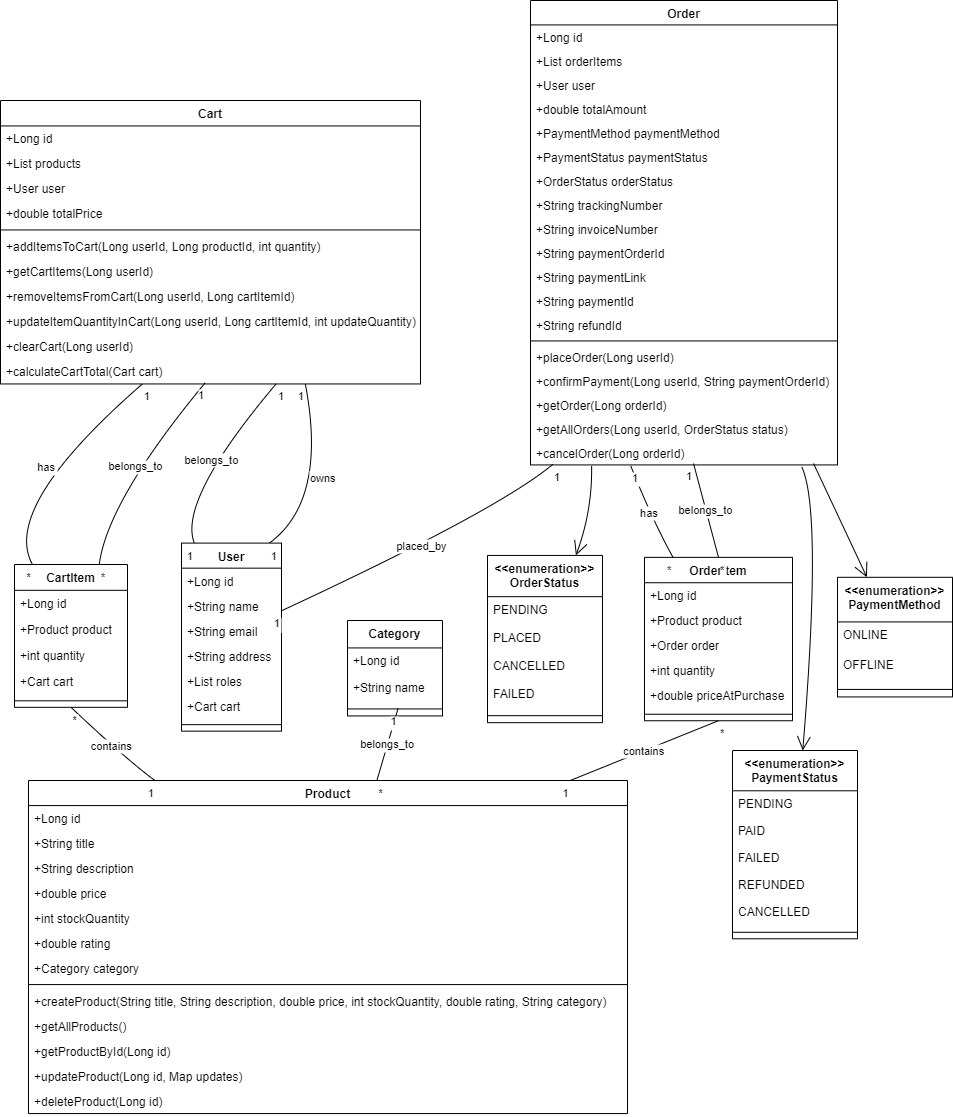 Order
+Long id
+List orderItems
+User user
+double totalAmount
+PaymentMethod paymentMethod
+PaymentStatus paymentStatus
+OrderStatus orderStatus
+String trackingNumber
+String invoiceNumber
+String paymentOrderId
+String paymentLink
+String paymentId
+String refundId
+placeOrder(Long userId)
+confirmPayment(Long userId, String paymentOrderId)
+getOrder(Long orderId)
+getAllOrders(Long userId, OrderStatus status)
+cancelOrder(Long orderId)
Cart
+Long id
+List products
+User user
+double totalPrice
+addItemsToCart(Long userId, Long productId, int quantity)
+getCartItems(Long userId)
+removeItemsFromCart(Long userId, Long cartItemId)
+updateItemQuantityInCart(Long userId, Long cartItemId, int updateQuantity)
+clearCart(Long userId)
+calculateCartTotal(Cart cart)
1 1 1 1
has
belongs_to
belongs_to
owns
1 1 1
placed_by
has
belongs_to
* CartItem *
+Long id
+Product product
+int quantity
+Cart cart
*
1 User 1
+Long id
+String name
+String email
+String address
+List roles
+Cart cart
1
Category
+Long id
+String name
1
<<enumeration>>
OrderStatus
PENDING
PLACED
CANCELLED
FAILED
* Order*tem
+Long id
+Product product
+Order order
+int quantity
+double priceAtPurchase
*
<<enumeration>>
PaymentMethod
ONLINE
OFFLINE
contains
belongs_to
contains
<<enumeration>>
PaymentStatus
PENDING
PAID
FAILED
REFUNDED
CANCELLED
1 Product * 1
+Long id
+String title
+String description
+double price
+int stockQuantity
+double rating
+Category category
+createProduct(String title, String description, double price, int stockQuantity, double rating, String category)
+getAllProducts()
+getProductById(Long id)
+updateProduct(Long id, Map updates)
+deleteProduct(Long id)